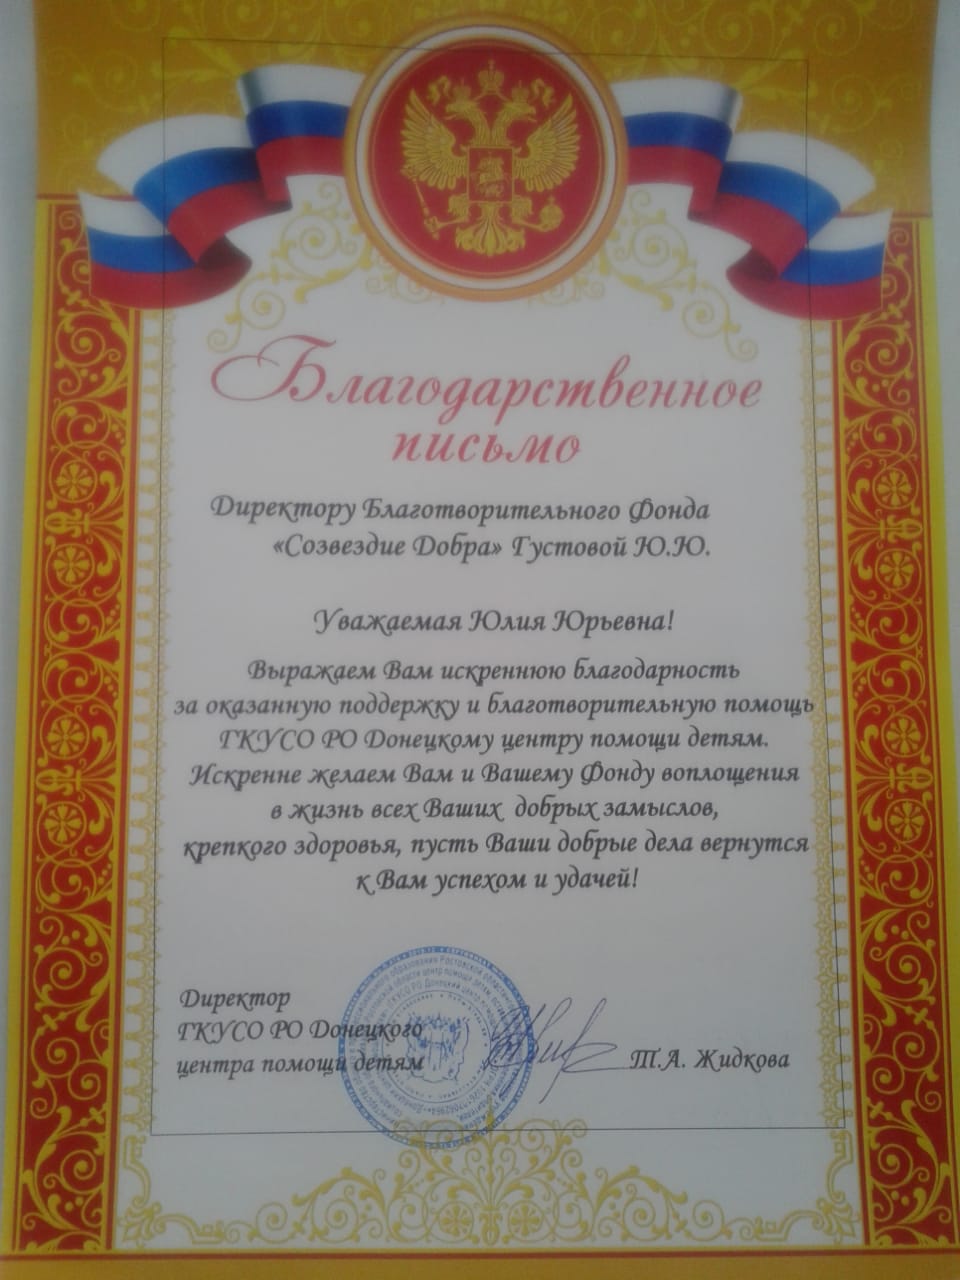 Благодарственное
письмо
Директору Благотворительного Фонда
«Созвездие Добра» Густовой Ю.Ю.
Уважаемая Юлия Юрьевна!
Выражаем Вам искреннюю благодарность
за оказанную поддержку и благотворительную помощь
ГКУСО РО Донецкому центру помощи детям.
Искренне желаем Вам и Вашему Фонду воплощения
в жизнь всех Ваших добрых замыслов,
крепкого здоровья, пусть Ваши добрые дела вернутся
к Вам успехом и удачей!
Директор
ГКУСО РО Донецкого
центра помощи детям
Т.А. Жидкова